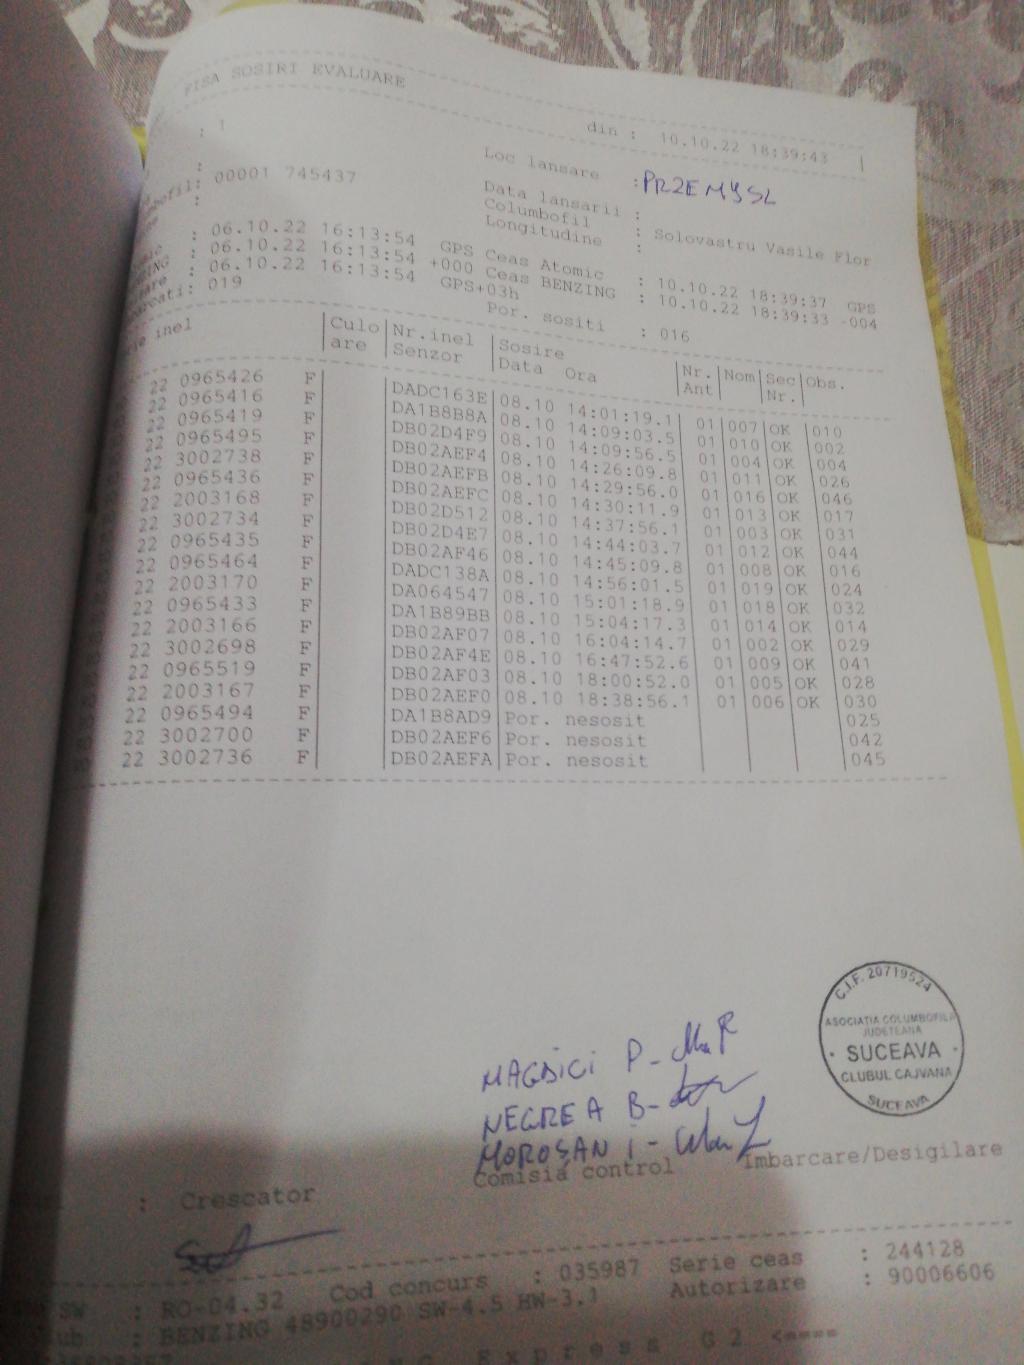 FISA SOSIRI EVALUARE
din : 10.10.22 18:39:43 |
: 1
Loc lansare :PRZEMYSL
: 00001 745437
Data lansarii :
Columbofil : Solovastru Vasile Flor
Longitudine :
: 06.10.22 16:13:54 GPS Ceas Atomic : 10.10.22 18:39:37 GPS
: 06.10.22 16:13:54 +000 Ceas BENZING : 10.10.22 18:39:33 -004
: 06.10.22 16:13:54 GPS+03h
: 019 Por. sositi : 016
inel |Culo|Nr.inel|Sosire |Nr.|Nom|Sec|Obs.
|are |Senzor |Data Ora |Ant| |Nr.|
22 0965426 F| |DADC163E|08.10 14:01:19.1| 01|007|OK |010
22 0965416 F| |DA1B8B8A|08.10 14:09:03.5| 01|010|OK |002
22 0965419 F| |DB02D4F9|08.10 14:09:56.5| 01|004|OK |004
22 0965495 F| |DB02AEF4|08.10 14:26:09.8| 01|011|OK |026
22 3002738 F| |DB02AEFB|08.10 14:29:56.0| 01|016|OK |046
22 0965436 F| |DB02AEFC|08.10 14:30:11.9| 01|013|OK |017
22 2003168 F| |DB02D512|08.10 14:37:56.1| 01|003|OK |031
22 3002734 F| |DB02D4E7|08.10 14:44:03.7| 01|012|OK |044
22 0965435 F| |DB02AF46|08.10 14:45:09.8| 01|008|OK |016
22 0965464 F| |DADC138A|08.10 14:56:01.5| 01|019|OK |024
22 2003170 F| |DA064547|08.10 15:01:18.9| 01|018|OK |032
22 0965433 F| |DA1B89BB|08.10 15:04:17.3| 01|014|OK |014
22 2003166 F| |DB02AF07|08.10 16:04:14.7| 01|002|OK |029
22 3002698 F| |DB02AF4E|08.10 16:47:52.6| 01|009|OK |041
22 0965519 F| |DB02AF03|08.10 18:00:52.0| 01|005|OK |028
22 2003167 F| |DB02AEF0|08.10 18:38:56.1| 01|006|OK |030
22 0965494 F| |DA1B8AD9|Por. nesosit | | | |025
22 3002700 F| |DB02AEF6|Por. nesosit | | | |042
22 3002736 F| |DB02AEFA|Por. nesosit | | | |045
C.I.F. 20719524
ASOCIATIA COLUMBOFILA
JUDETEANA
SUCEAVA
CLUBUL CAJVANA
SUCEAVA
MAGDICI P-
NEGREA B-
MOROȘAN i-
Comisia control Imbarcare/Desigilare
: Crescator
SW : RO-04.32 Cod concurs : 035987 Serie ceas : 244128
: BENZING 48900290 SW-4.5 HW-3.1 Autorizare : 90006606
Express G2 <====